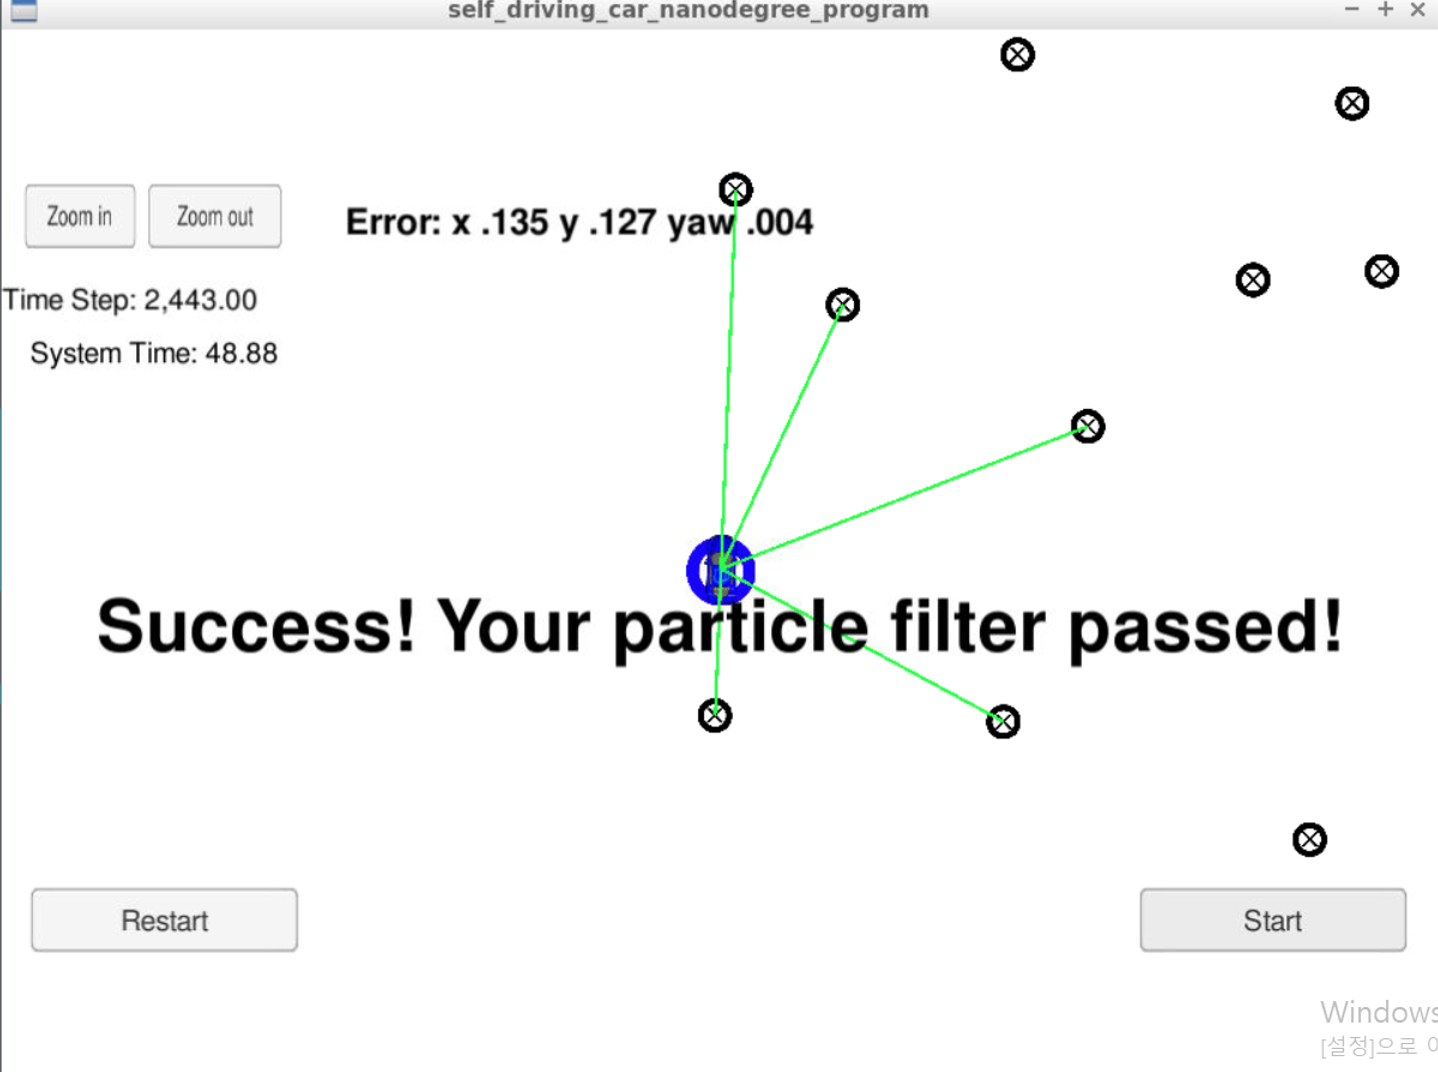 self_driving_car_nanodegree_program
Zoom in
Zoom out
Error: x .135 y .127 yaw .004
Time Step: 2,443.00
System Time: 48.88
Success! Your particle filter passed!
Restart
Start
Windows
[설정]으로